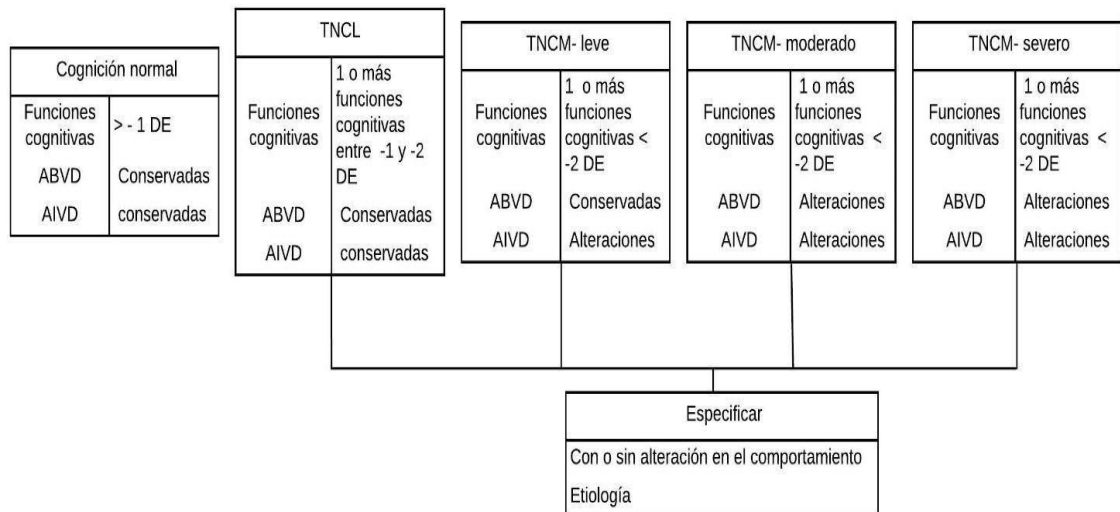 Cognición normal
Funciones
cognitivas
> - 1 DE
ABVD
Conservadas
AIVD
conservadas
TNCL
Funciones
cognitivas
1 o más
funciones
cognitivas
entre -1 y -2
DE
ABVD
Conservadas
AIVD
conservadas
TNCM- leve
Funciones
cognitivas
1 o más
funciones
cognitivas <
-2 DE
ABVD
Conservadas
AIVD
Alteraciones
TNCM- moderado
Funciones
cognitivas
1 o más
funciones
cognitivas <
-2 DE
ABVD
Alteraciones
AIVD
Alteraciones
TNCM- severo
Funciones
cognitivas
1 o más
funciones
cognitivas <
-2 DE
ABVD
Alteraciones
AIVD
Alteraciones
Especificar
Con o sin alteración en el comportamiento
Etiología